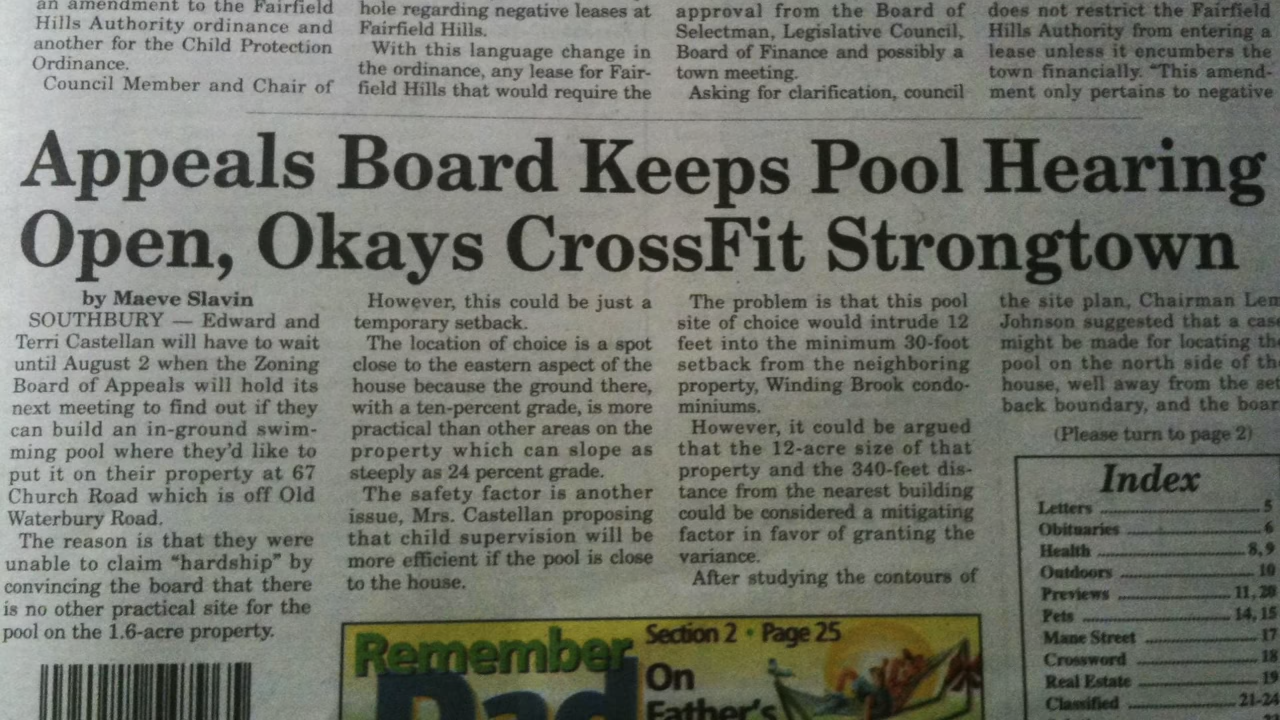 an amendment to the Fairfield
Hills Authority ordinance and
another for the Child Protection
Ordinance.
Council Member and Chair of
hole regarding negative leases at
Fairfield Hills.
With this language change in
the ordinance, any lease for Fair-
field Hills that would require the
approval from the Board of
Selectman, Legislative Council,
Board of Finance and possibly a
town meeting.
Asking for clarification, council
does not restrict the Fairfield
Hills Authority from entering a
lease unless it encumbers the
town financially. “This amend-
ment only pertains to negative
Appeals Board Keeps Pool Hearing
Open, Okays CrossFit Strongtown
by Maeve Slavin
SOUTHBURY — Edward and
Terri Castellan will have to wait
until August 2 when the Zoning
Board of Appeals will hold its
next meeting to find out if they
can build an in-ground swim-
ming pool where they’d like to
put it on their property at 67
Church Road which is off Old
Waterbury Road.
The reason is that they were
unable to claim “hardship” by
convincing the board that there
is no other practical site for the
pool on the 1.6-acre property.
However, this could be just a
temporary setback.
The location of choice is a spot
close to the eastern aspect of the
house because the ground there,
with a ten-percent grade, is more
practical than other areas on the
property which can slope as
steeply as 24 percent grade.
The safety factor is another
issue, Mrs. Castellan proposing
that child supervision will be
more efficient if the pool is close
to the house.
The problem is that this pool
site of choice would intrude 12
feet into the minimum 30-foot
setback from the neighboring
property, Winding Brook condo-
miniums.
However, it could be argued
that the 12-acre size of that
property and the 340-feet dis-
tance from the nearest building
could be considered a mitigating
factor in favor of granting the
variance.
After studying the contours of
the site plan, Chairman Len
Johnson suggested that a cas
might be made for locating th
pool on the north side of th
house, well away from the set
back boundary, and the boar
(Please turn to page 2)
Index
Letters 5
Obituaries 6
Health 8, 9
Outdoors 10
Previews 11, 20
Pets 14, 15
Mane Street 17
Crossword 18
Real Estate 19
Classified 21-24
Remember
Dad
Section 2 • Page 25
On
Father’s